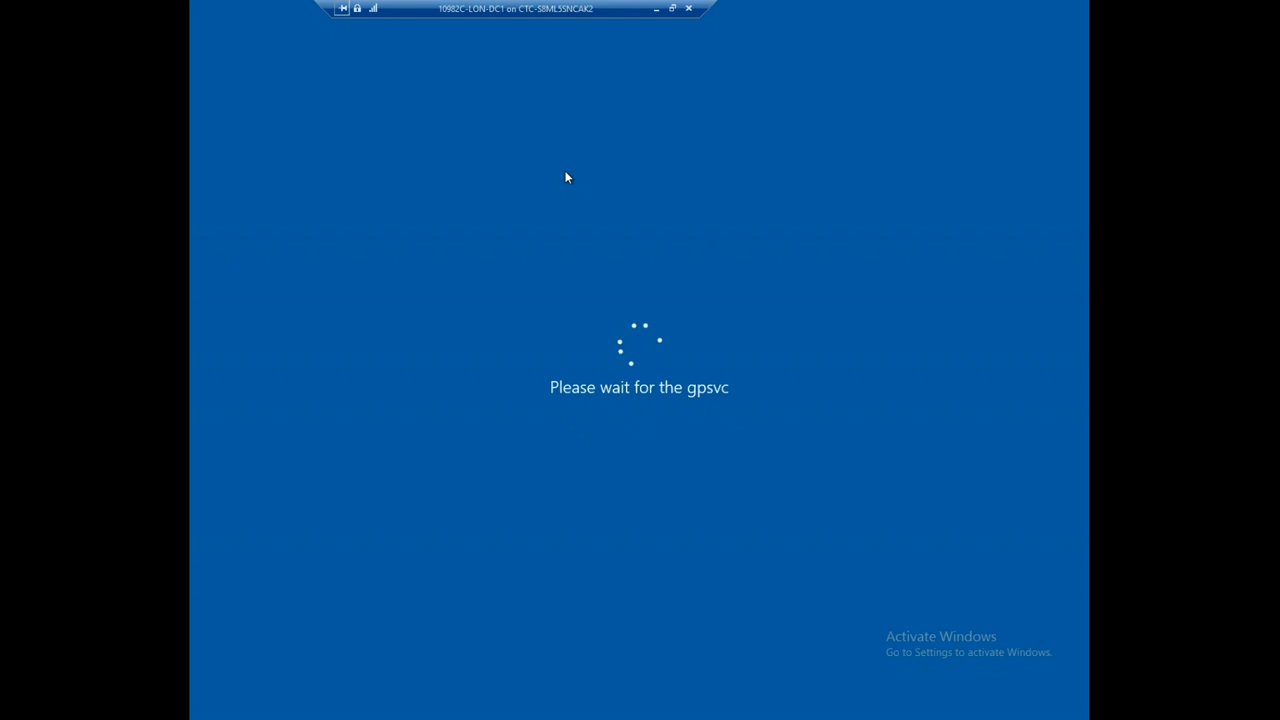 10982C-LON-DC1 on CTC-S8ML5SNCAK2
Please wait for the gpsvc
Activate Windows
Go to Settings to activate Windows.